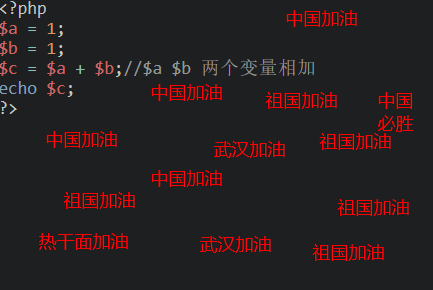 <?php
中国加油
$a = 1;
$b = 1;
$c = $a + $b;//$a $b 两个变量相加
echo $c;
中国加油
祖国加油
中国
必胜
?>
中国加油
武汉加油
祖国加油
中国加油
祖国加油
祖国加油
热干面加油
武汉加油
祖国加油